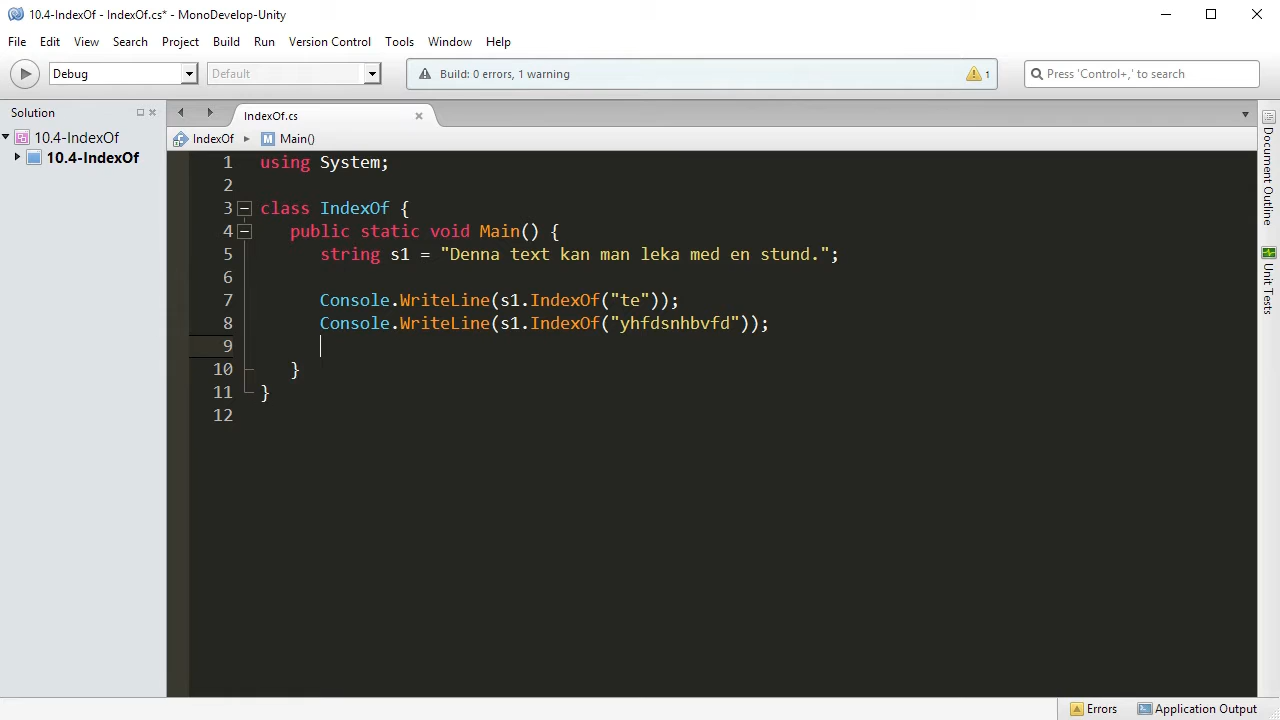 10.4-IndexOf - IndexOf.cs* - MonoDevelop-Unity
File Edit View Search Project Build Run Version Control Tools Window Help
Debug Default Build: 0 errors, 1 warning 1 Press 'Control+,' to search
Solution
10.4-IndexOf
10.4-IndexOf
IndexOf.cs
IndexOf Main()
1 using System;
2
3 class IndexOf {
4 public static void Main() {
5 string s1 = "Denna text kan man leka med en stund.";
6
7 Console.WriteLine(s1.IndexOf("te"));
8 Console.WriteLine(s1.IndexOf("yhfdsnhbvfd"));
9
10 }
11 }
12
Document Outline
Unit Tests
Errors Application Output